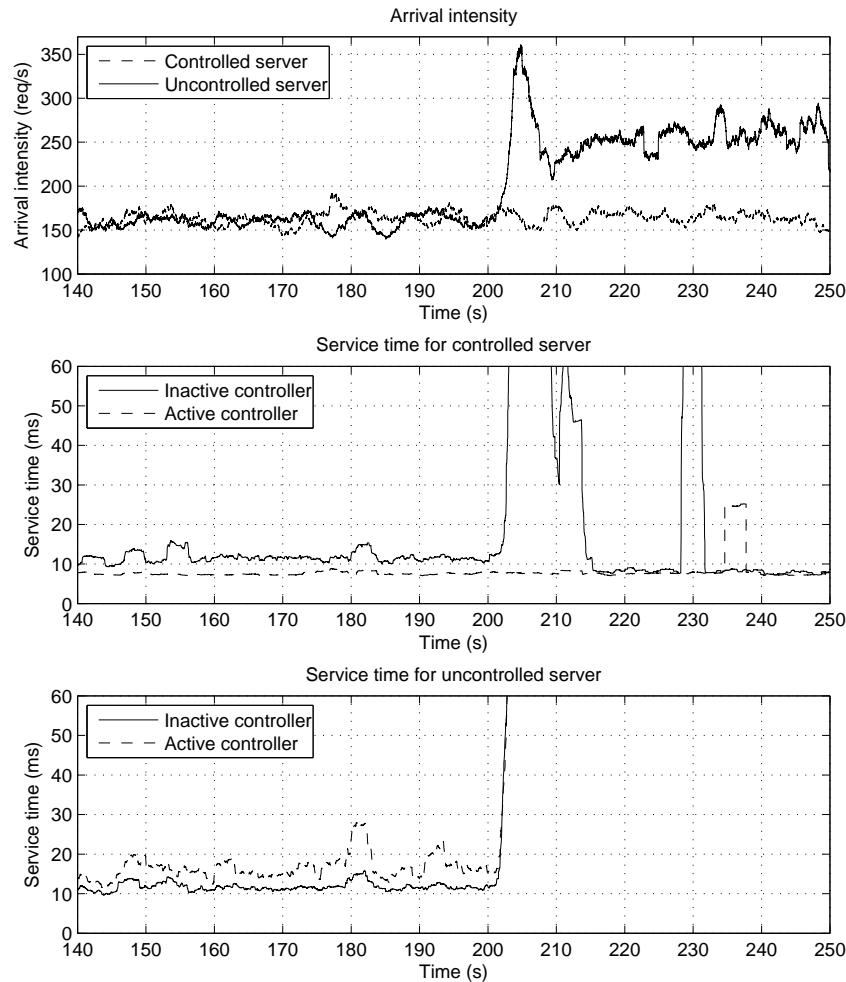 Arrival intensity
Controlled server
Uncontrolled server
Arrival intensity (req/s)
350
300
250
200
150
100
140 150 160 170 180 190 200 210 220 230 240 250
Time (s)
Service time for controlled server
Inactive controller
Active controller
Service time (ms)
60
50
40
30
20
10
0
140 150 160 170 180 190 200 210 220 230 240 250
Time (s)
Service time for uncontrolled server
Inactive controller
Active controller
Service time (ms)
60
50
40
30
20
10
0
140 150 160 170 180 190 200 210 220 230 240 250
Time (s)